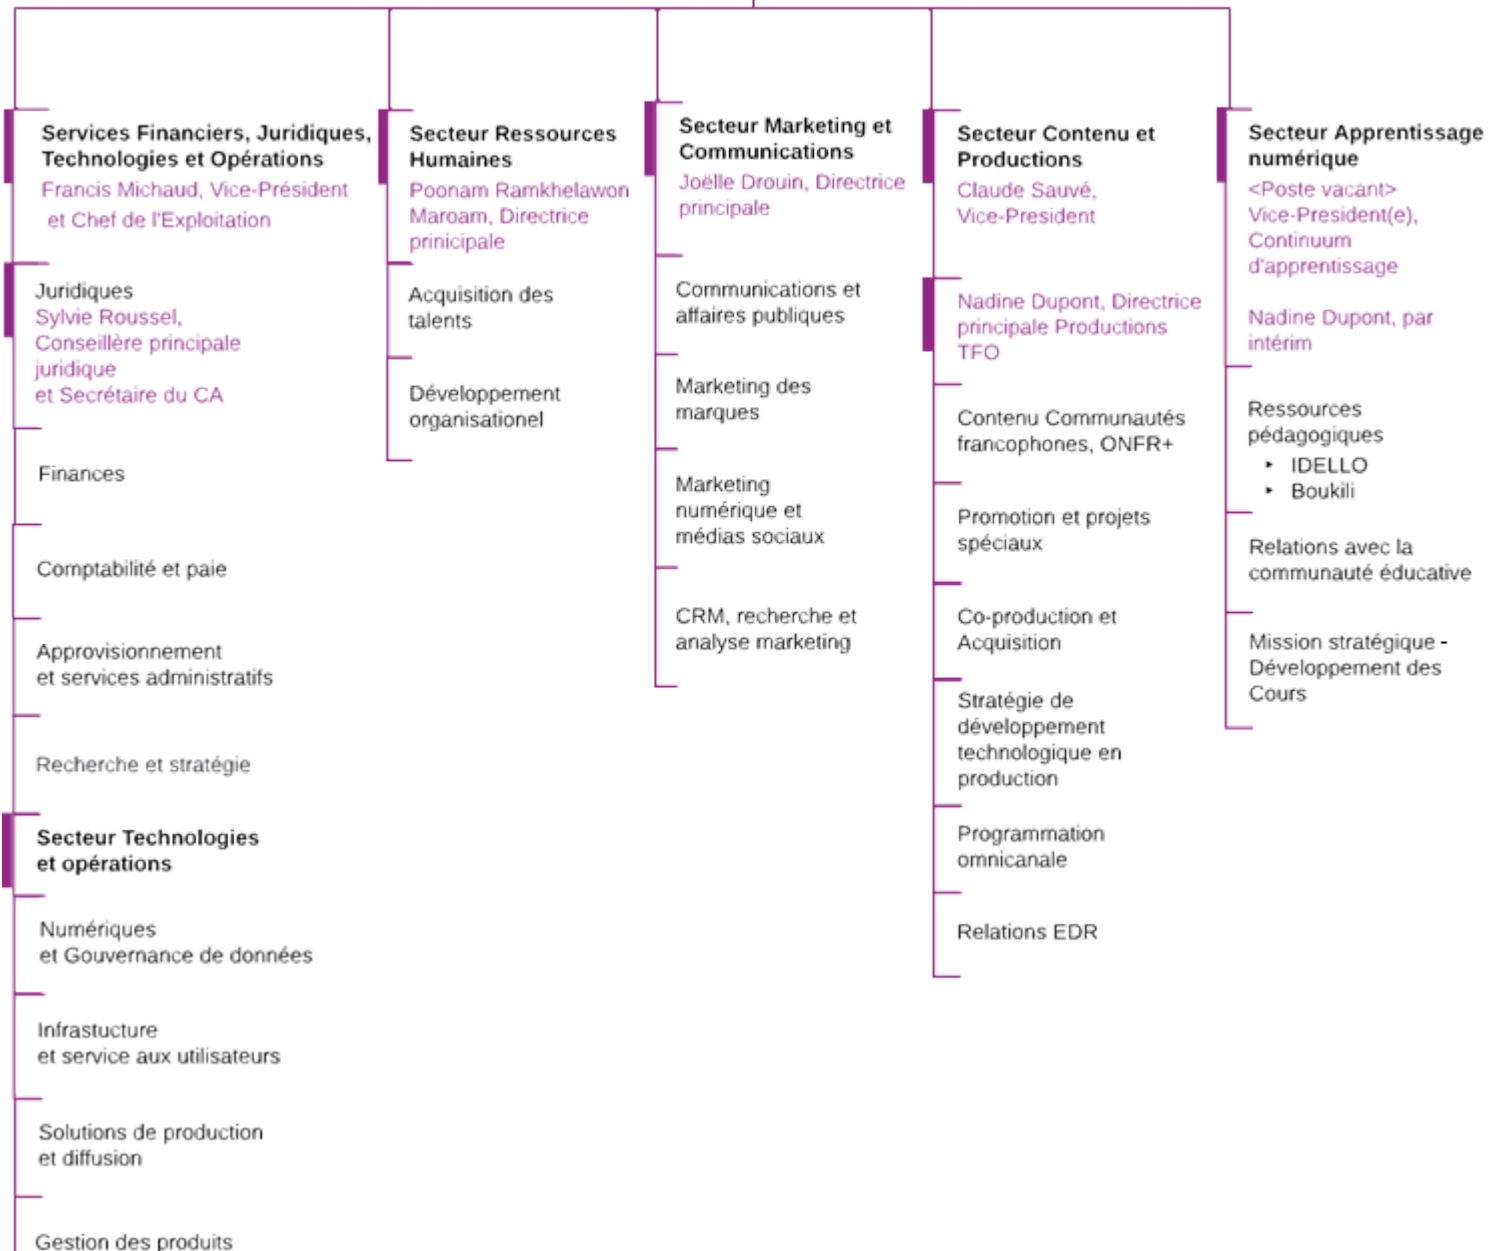 Services Financiers, Juridiques,
Technologies et Opérations
Francis Michaud, Vice-Président
et Chef de l'Exploitation
Juridiques
Sylvie Roussel,
Conseillère principale
juridique
et Secrétaire du CA
Finances
Comptabilité et paie
Approvisionnement
et services administratifs
Recherche et stratégie
Secteur Technologies
et opérations
Numériques
et Gouvernance de données
Infrastucture
et service aux utilisateurs
Solutions de production
et diffusion
Gestion des produits
Secteur Ressources
Humaines
Poonam Ramkhelawon
Maroam, Directrice
prinicipale
Acquisition des
talents
Développement
organisationel
Secteur Marketing et
Communications
Joëlle Drouin, Directrice
principale
Communications et
affaires publiques
Marketing des
marques
Marketing
numérique et
médias sociaux
CRM, recherche et
analyse marketing
Secteur Contenu et
Productions
Claude Sauvé,
Vice-President
Nadine Dupont, Directrice
principale Productions
TFO
Contenu Communautés
francophones, ONFR+
Promotion et projets
spéciaux
Co-production et
Acquisition
Stratégie de
développement
technologique en
production
Programmation
omnicanale
Relations EDR
Secteur Apprentissage
numérique
<Poste vacant>
Vice-President(e),
Continuum
d'apprentissage
Nadine Dupont, par
intérim
Ressources
pédagogiques
‣ IDELLO
‣ Boukili
Relations avec la
communauté éducative
Mission stratégique -
Développement des
Cours